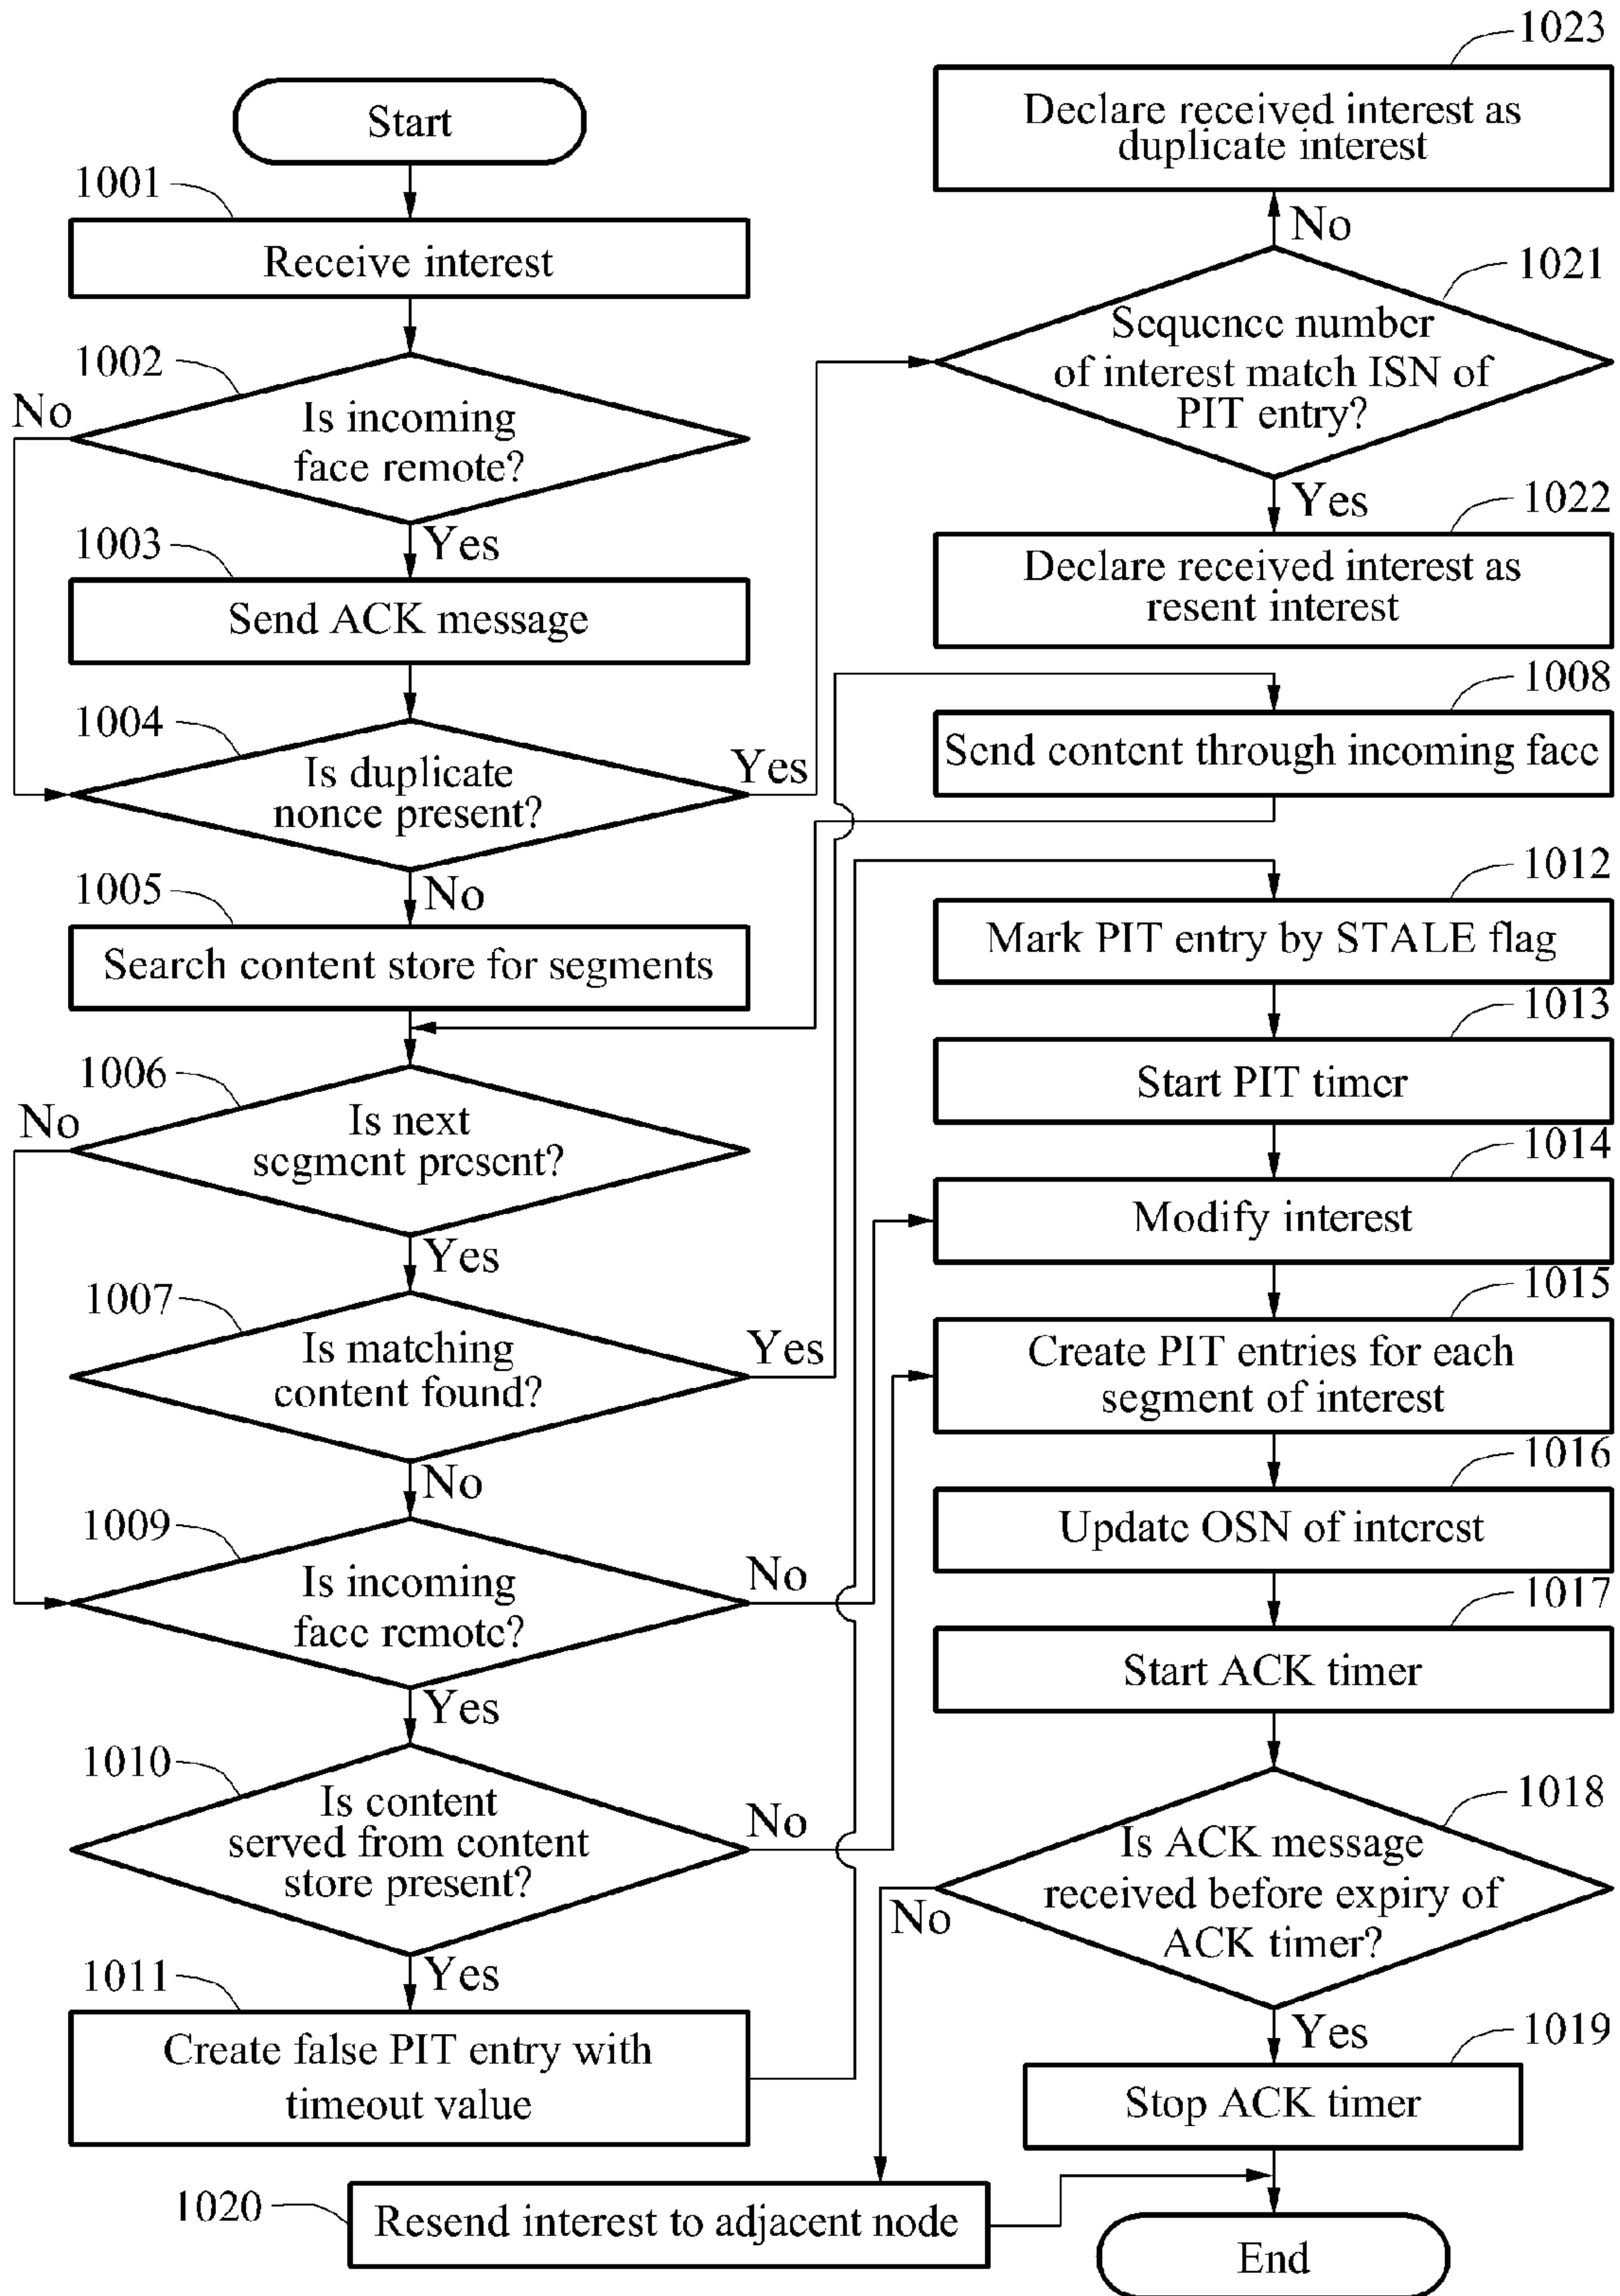 Start
1001
Receive interest
1002
No
Is incoming
face remote?
Yes
1003
Send ACK message
1004
Is duplicate
nonce present?
Yes
No
1005
Search content store for segments
1006
No
Is next
segment present?
Yes
1007
Is matching
content found?
Yes
No
1009
Is incoming
face remote?
No
Yes
1010
Is content
served from content
store present?
No
Yes
1011
Create false PIT entry with
timeout value
1023
Declare received interest as
duplicate interest
No
1021
Sequence number
of interest match ISN of
PIT entry?
Yes
1022
Declare received interest as
resent interest
1008
Send content through incoming face
1012
Mark PIT entry by STALE flag
1013
Start PIT timer
1014
Modify interest
1015
Create PIT entries for each
segment of interest
1016
Update OSN of interest
1017
Start ACK timer
1018
Is ACK message
received before expiry of
ACK timer?
No
Yes
1019
Stop ACK timer
1020
Resend interest to adjacent node
End